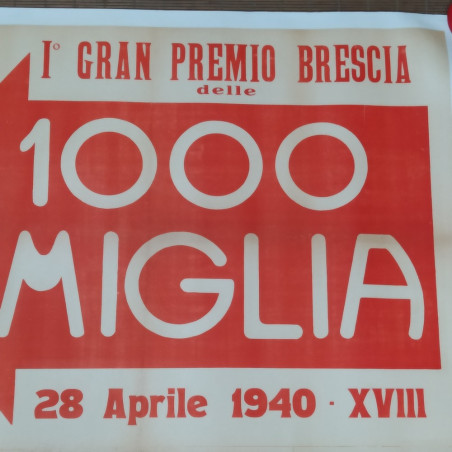 I° GRAN PREMIO BRESCIA
delle
1000
MIGLIA
28 Aprile 1940 · XVIII